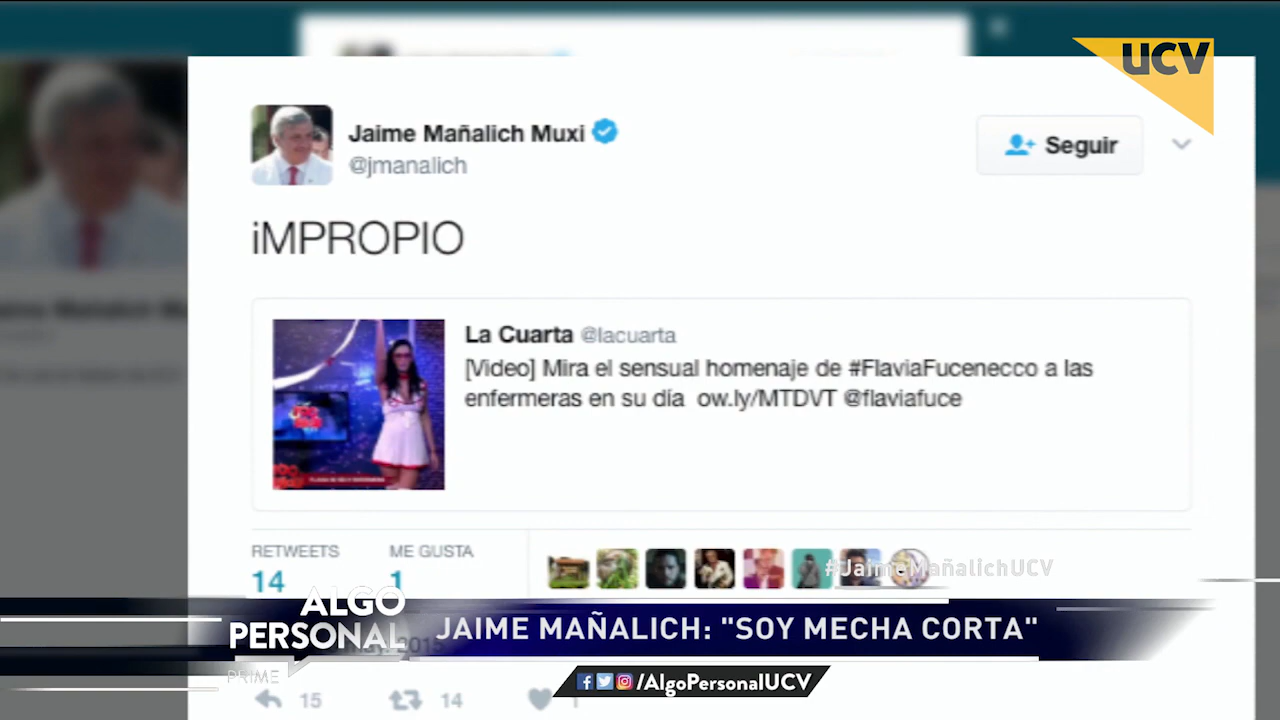 UCV
Jaime Mañalich Muxi
@jmanalich
Seguir
iMPROPIO
La Cuarta @lacuarta
[Video] Mira el sensual homenaje de #FlaviaFucenecco a las
enfermeras en su día ow.ly/MTDVT @flaviafuce
RETWEETS
ME GUSTA
14
1
#JaimeMañalichUCV
ALGO
PERSONAL
PRIME
JAIME MAÑALICH: "SOY MECHA CORTA"
2015
/AlgoPersonalUCV
15
14
1